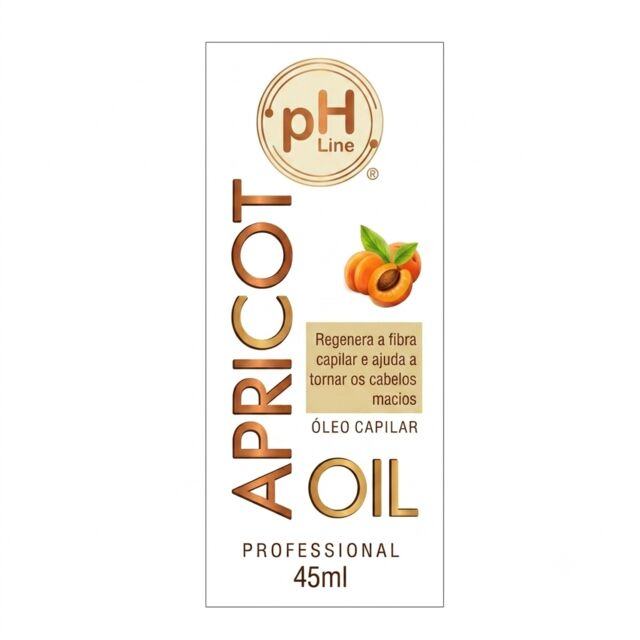 pH
Line
®
APRICOT
Regenera a fibra
capilar e ajuda a
tornar os cabelos
macios
ÓLEO CAPILAR
OIL
PROFESSIONAL
45ml